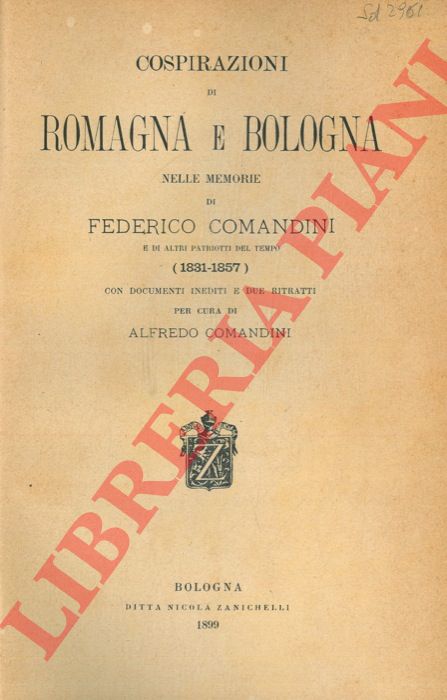 Sd 2961
COSPIRAZIONI
DI
ROMAGNA E BOLOGNA
NELLE MEMORIE
DI
FEDERICO COMANDINI
E DI ALTRI PATRIOTTI DEL TEMPO
(1831-1857)
CON DOCUMENTI INEDITI E DUE RITRATTI
PER CURA DI
ALFREDO COMANDINI
Z
BOLOGNA
DITTA NICOLA ZANICHELLI
1899
LIBRERIA PIANI